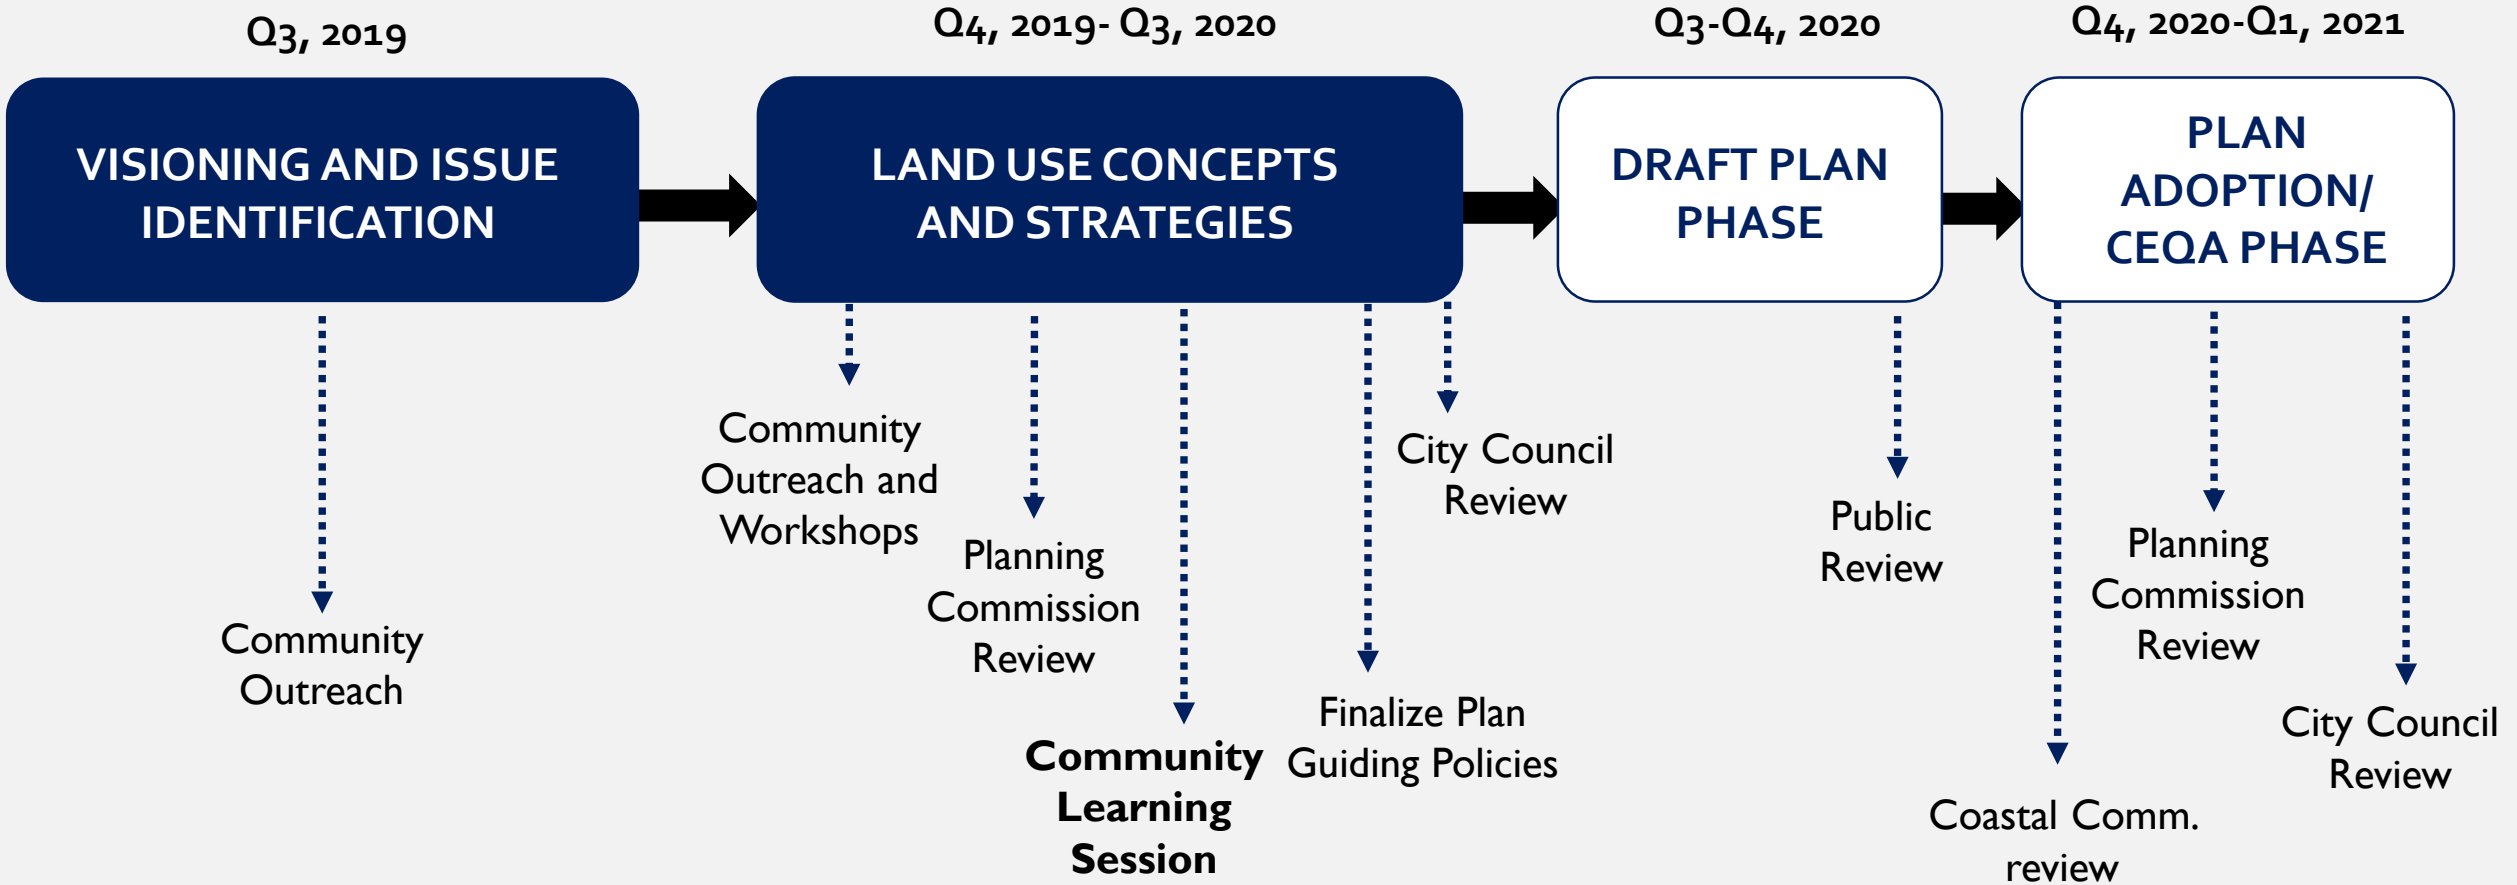 Q3, 2019
Q4, 2019- Q3, 2020
Q3-Q4, 2020
Q4, 2020-Q1, 2021
VISIONING AND ISSUE
IDENTIFICATION
LAND USE CONCEPTS
AND STRATEGIES
DRAFT PLAN
PHASE
PLAN
ADOPTION/
CEQA PHASE
Community
Outreach
Community
Outreach and
Workshops
Planning
Commission
Review
Community
Learning
Session
Finalize Plan
Guiding Policies
City Council
Review
Public
Review
Coastal Comm.
review
Planning
Commission
Review
City Council
Review